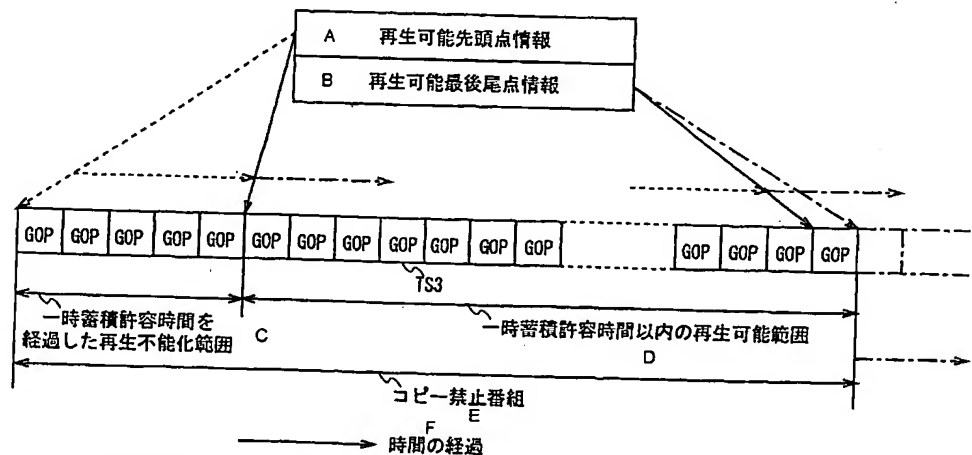 A 再生可能先頭点情報
B 再生可能最後尾点情報
GOP GOP GOP GOP GOP GOP GOP GOP GOP GOP GOP GOP GOP GOP GOP GOP
TS3
一時蓄積許容時間を
経過した再生不能化範囲
C
一時蓄積許容時間以内の再生可能範囲
D
コピー禁止番組
E
F
時間の経過